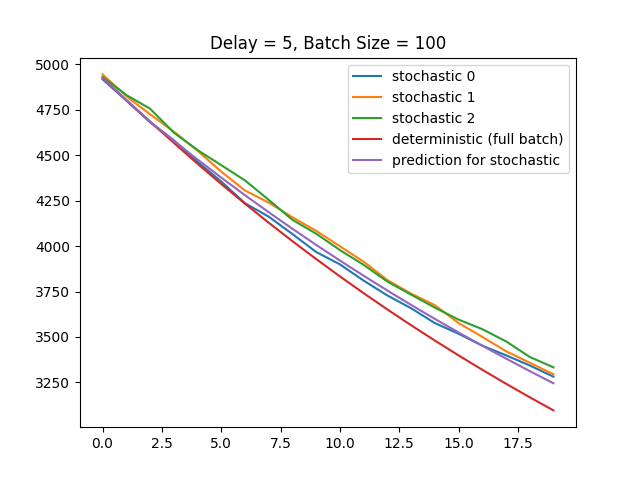 Delay = 5, Batch Size = 100
stochastic 0
stochastic 1
stochastic 2
deterministic (full batch)
prediction for stochastic
5000
4750
4500
4250
4000
3750
3500
3250
0.0 2.5 5.0 7.5 10.0 12.5 15.0 17.5